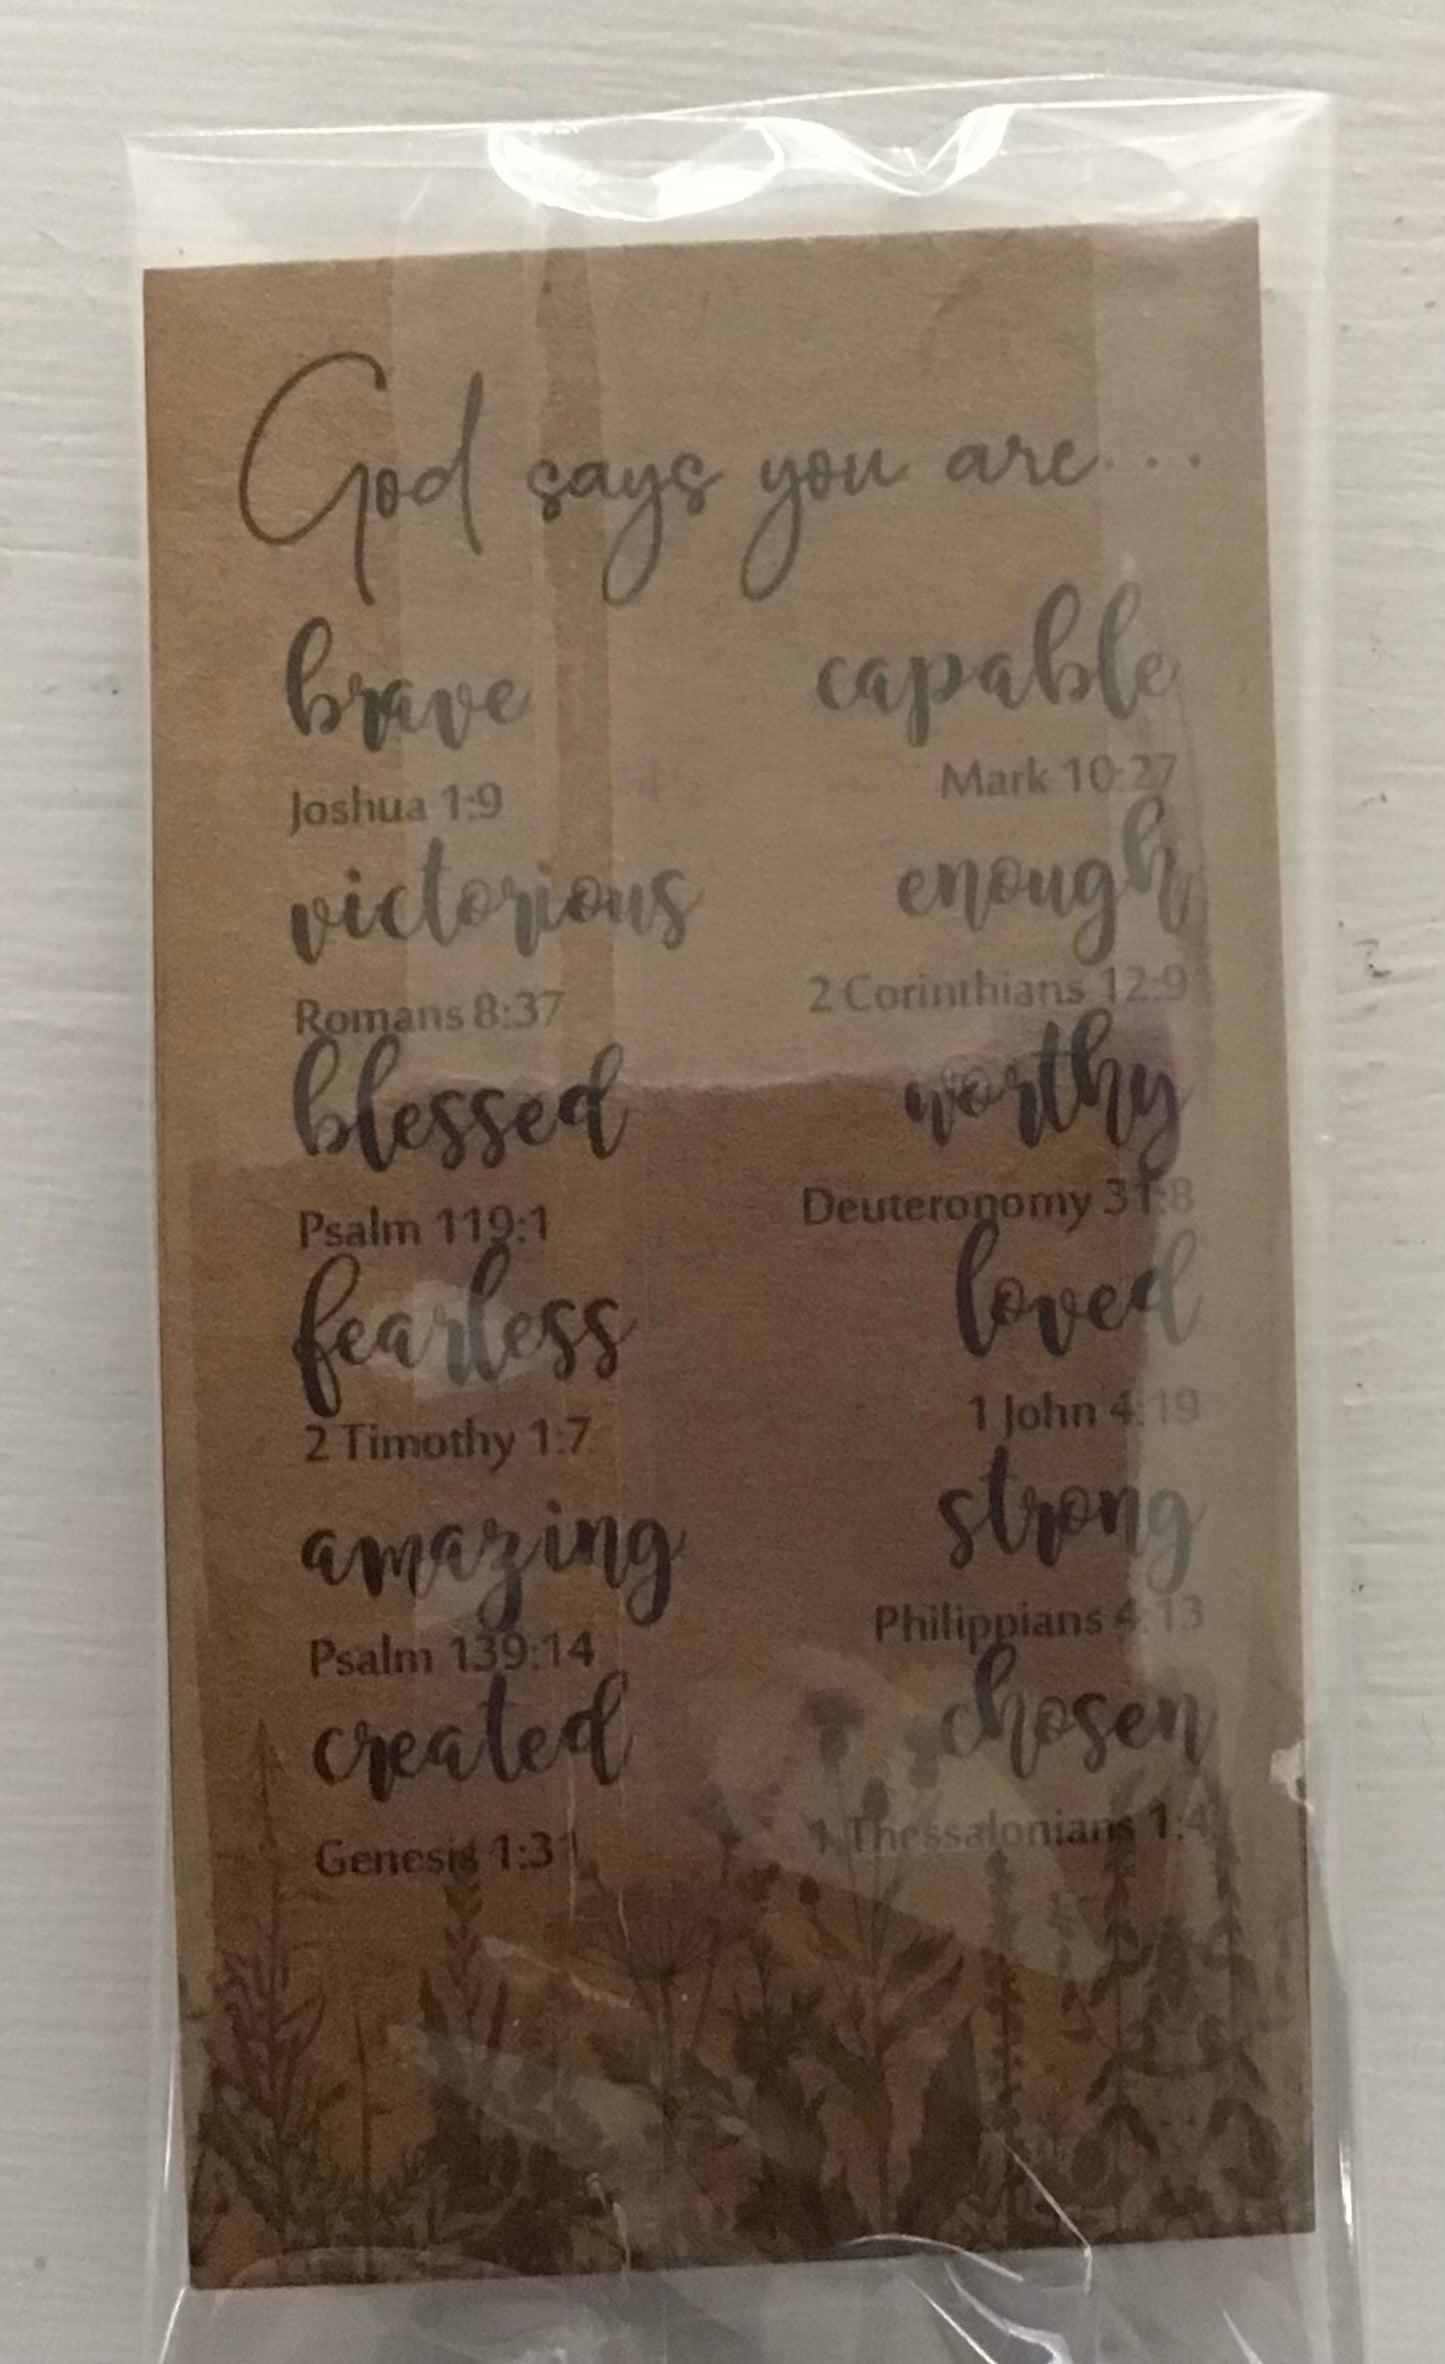 God says you are...
brave
Joshua 1:9
victorious
Romans 8:37
blessed
Psalm 119:1
fearless
2 Timothy 1:7
amazing
Psalm 139:14
created
Genesis 1:31
capable
Mark 10:27
enough
2 Corinthians 12:9
worthy
Deuteronomy 31:8
loved
1 John 4:19
strong
Philippians 4:13
chosen
1 Thessalonians 1:4